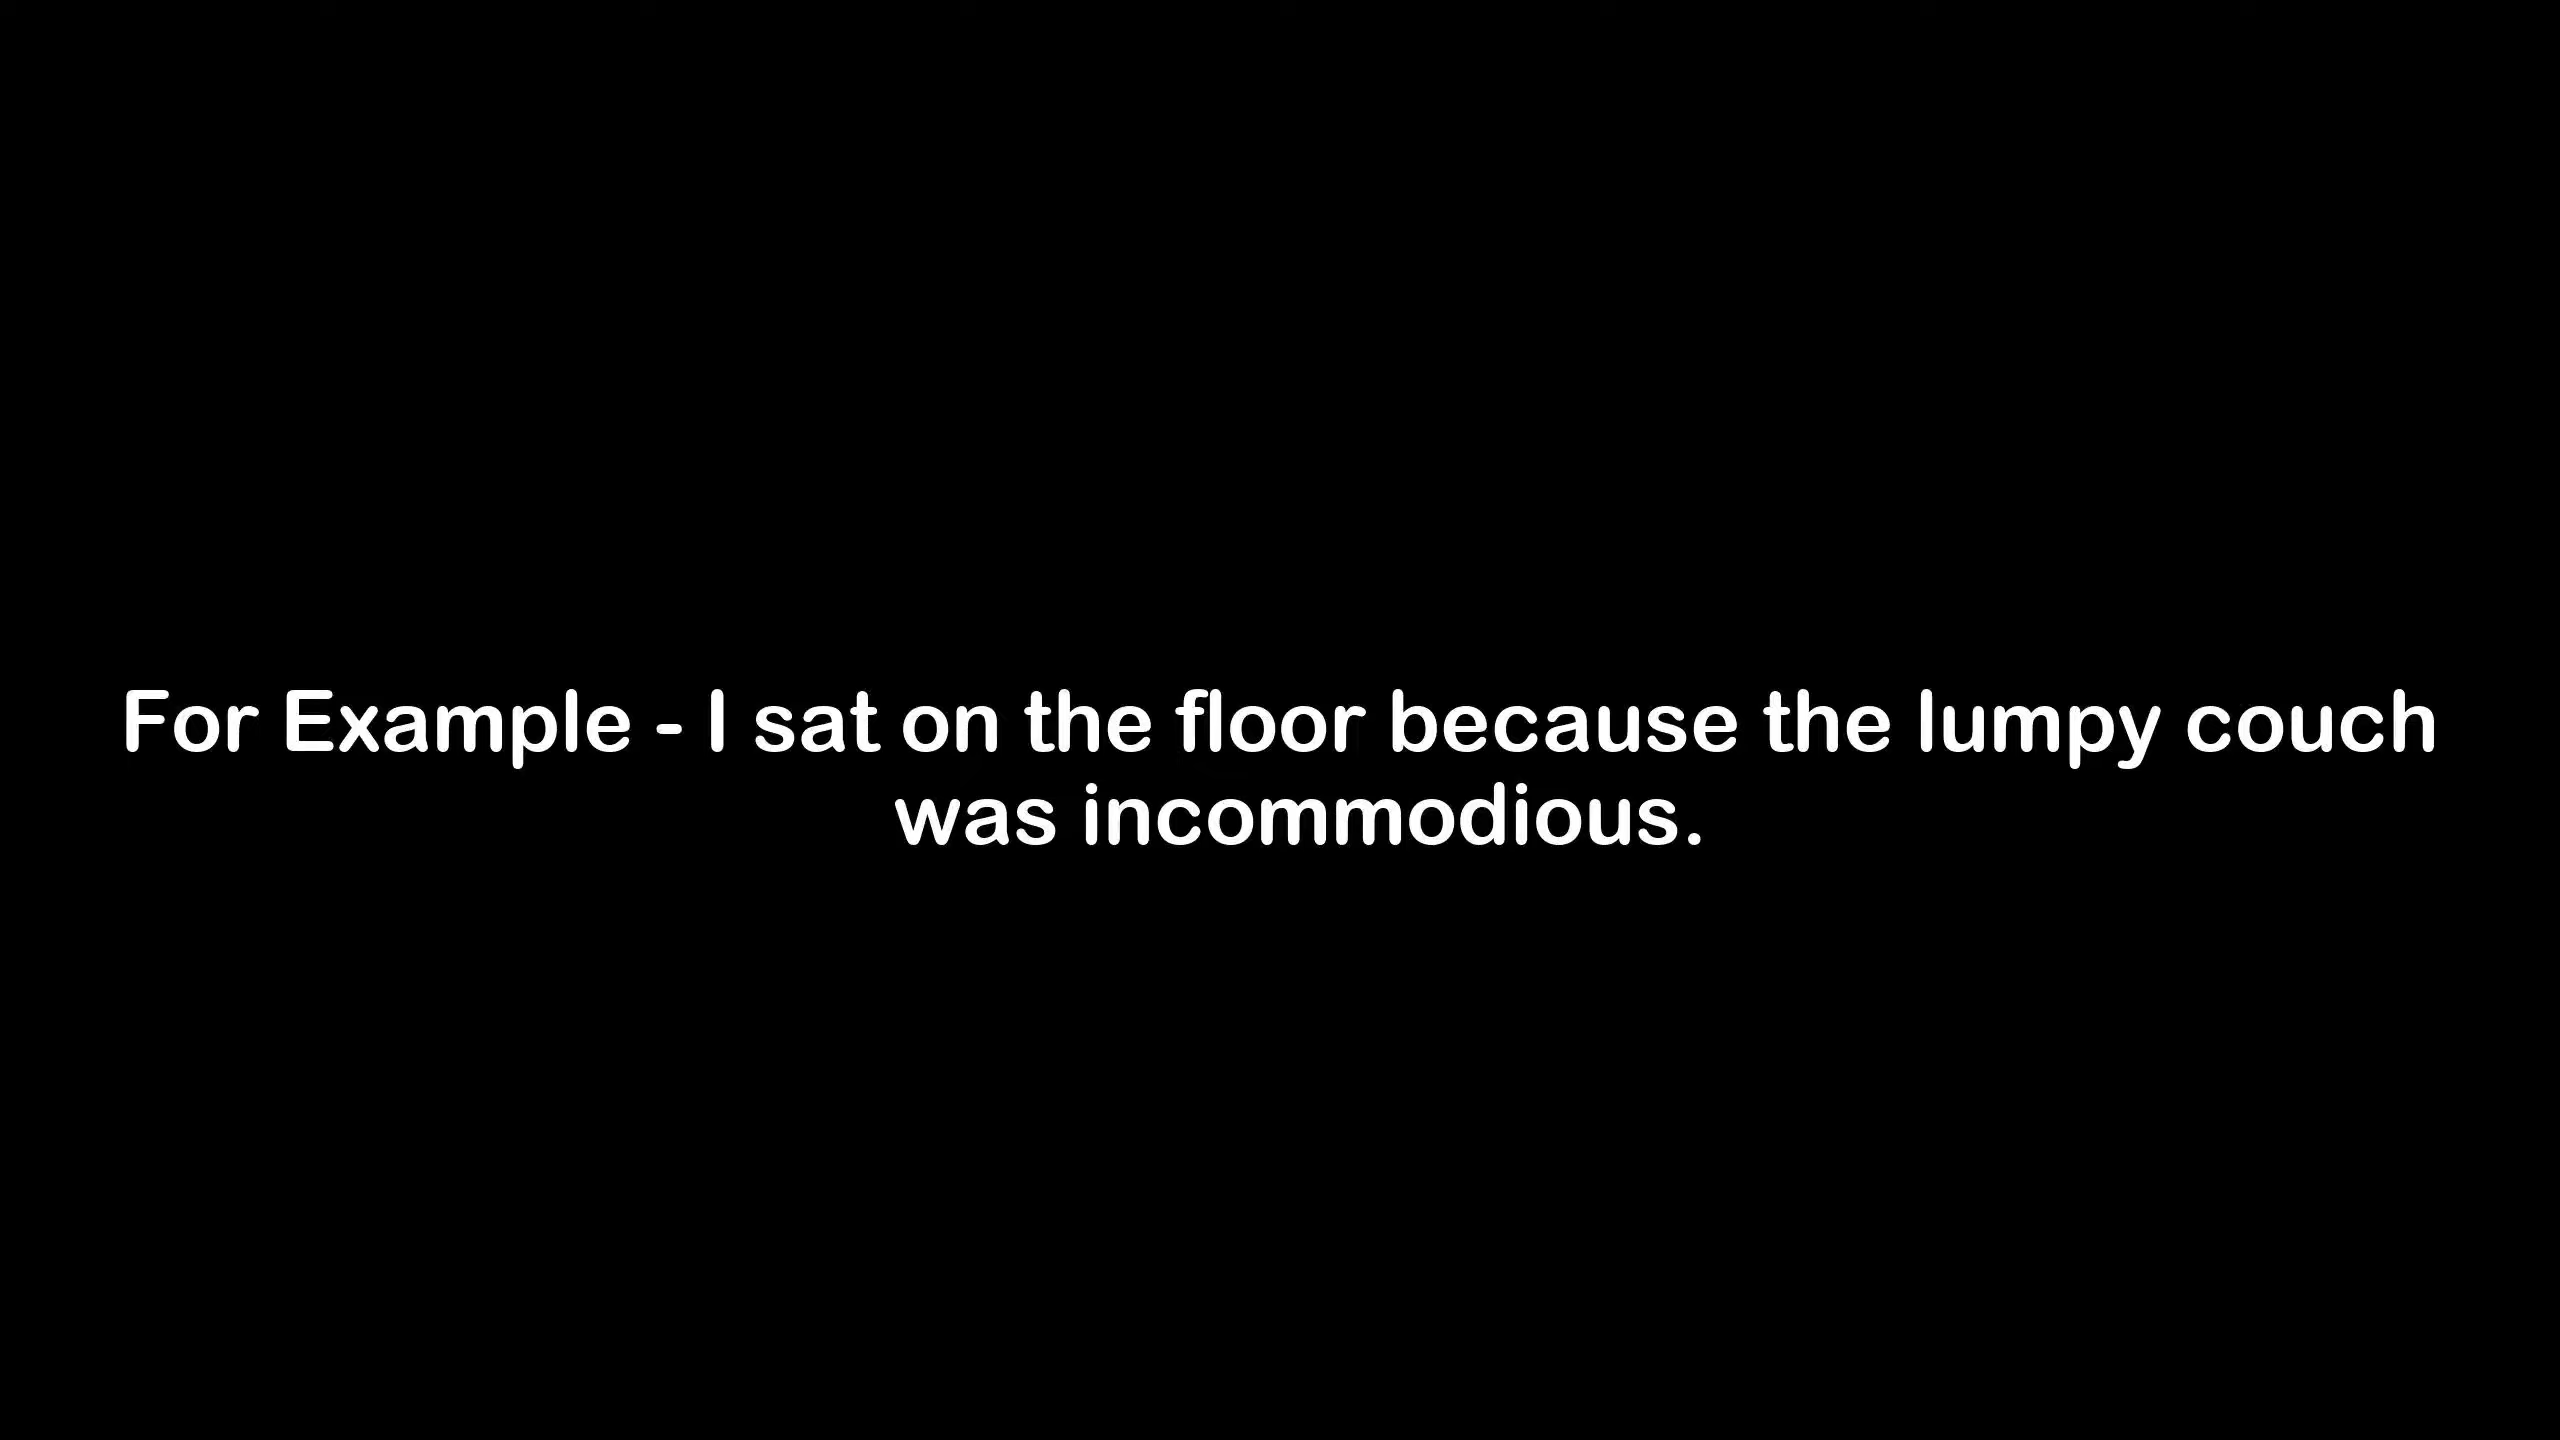 For Example - I sat on the floor because the lumpy couch
was incommodious.